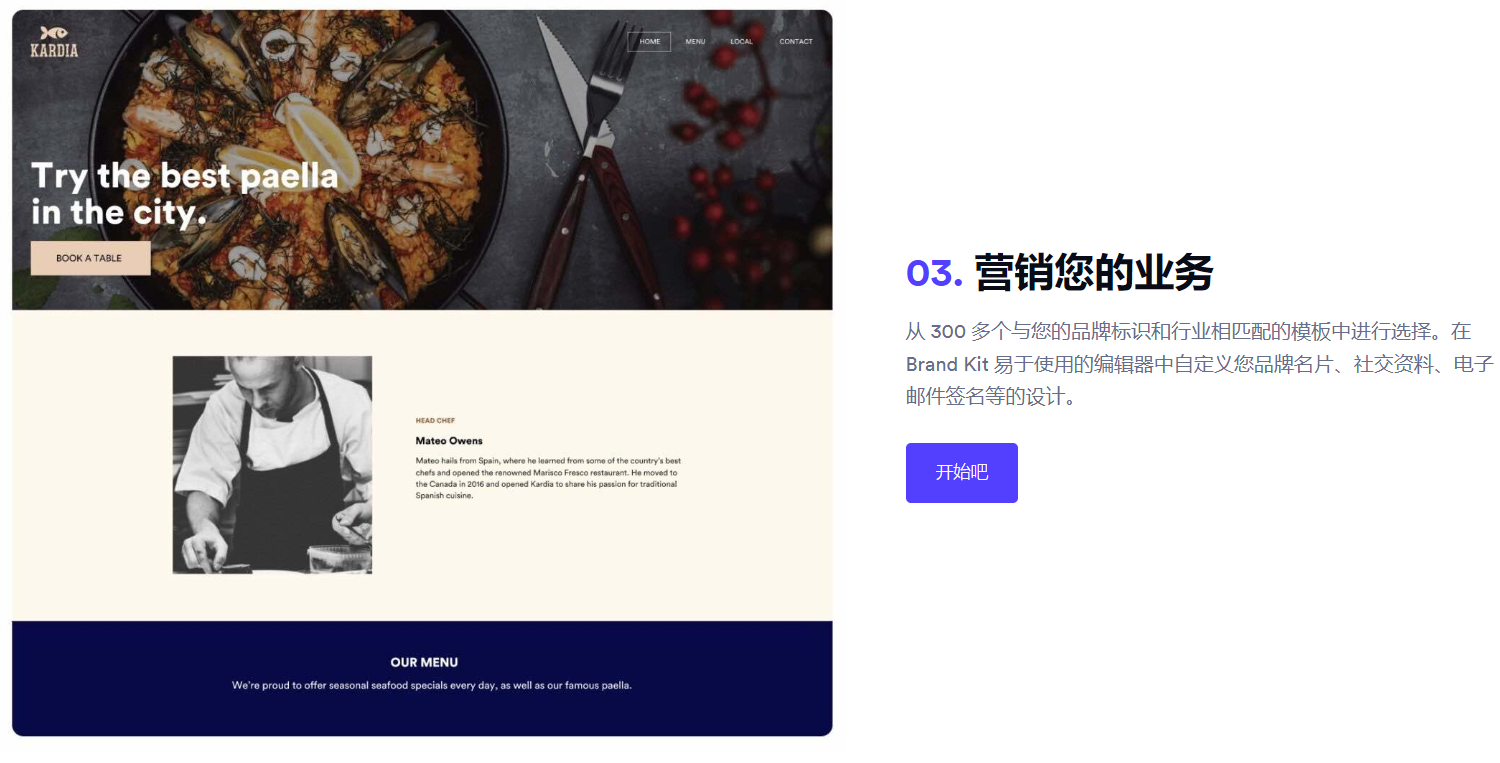 KARDIA
HOME MENU LOCAL CONTACT
Try the best paella
in the city.
BOOK A TABLE
HEAD CHEF
Mateo Owens
Mateo hails from Spain, where he learned from some of the country's best
chefs and opened the renowned Marisco Fresco restaurant. He moved to
the Canada in 2016 and opened Kardia to share his passion for traditional
Spanish cuisine.
OUR MENU
We're proud to offer seasonal seafood specials every day, as well as our famous paella.
03. 营销您的业务
从 300 多个与您的品牌标识和行业相匹配的模板中进行选择。在
Brand Kit 易于使用的编辑器中自定义您品牌名片、社交资料、电子
邮件签名等的设计。
开始吧